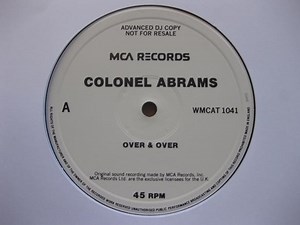 ADVANCED DJ COPY
NOT FOR RESALE
MCA RECORDS
COLONEL ABRAMS
A
WMCAT 1041
OVER & OVER
Original sound recording made by MCA Records, Inc.
MCA Records Ltd. are the exclusive licensees for the U.K.
45 RPM